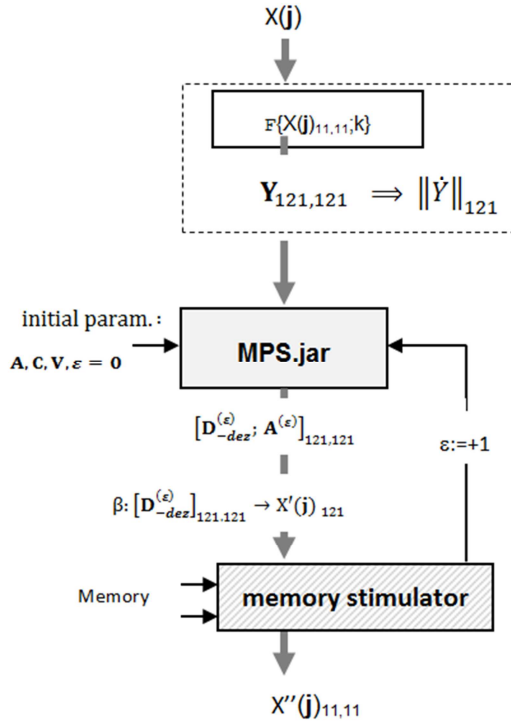 X(j)
F{X(j)₁₁,₁₁;k}
Y₁₂₁,₁₂₁ ⟹ ‖Ẏ‖₁₂₁
initial param.:
A, C, V, ε = 0
MPS.jar
[D₋dez^(ε); A^(ε)]₁₂₁,₁₂₁
ε:=+1
β: [D₋dez^(ε)]₁₂₁,₁₂₁ → X'(j) ₁₂₁
Memory
memory stimulator
X''(j)₁₁,₁₁